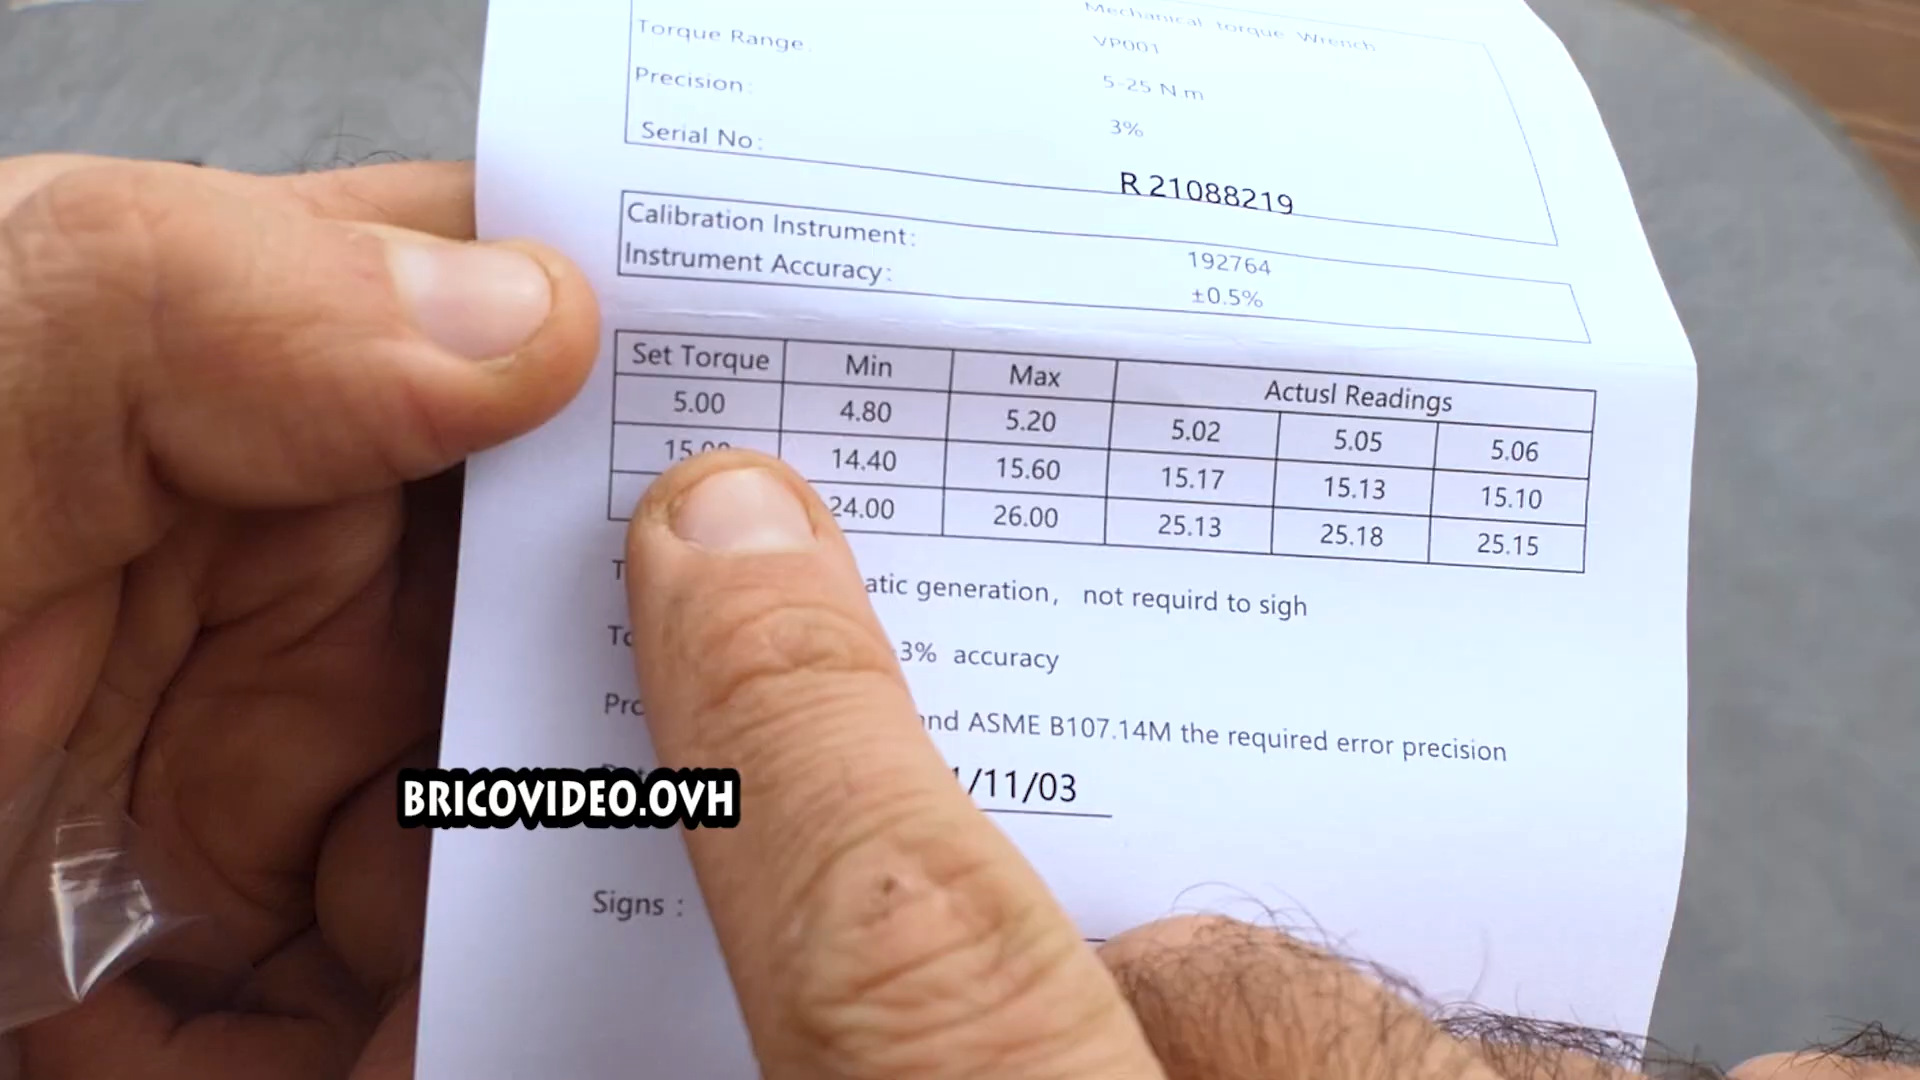 Mechanical torque Wrench
VP001
Torque Range: 5-25 N.m
Precision: 3%
Serial No: R 21088219
Calibration Instrument: 192764
Instrument Accuracy: ±0.5%
Set Torque Min Max Actusl Readings
5.00 4.80 5.20 5.02 5.05 5.06
15.00 14.40 15.60 15.17 15.13 15.10
24.00 26.00 25.13 25.18 25.15
generation, not requird to sigh
3% accuracy
ASME B107.14M the required error precision
/11/03
BRICOVIDEO.OVH
Signs :